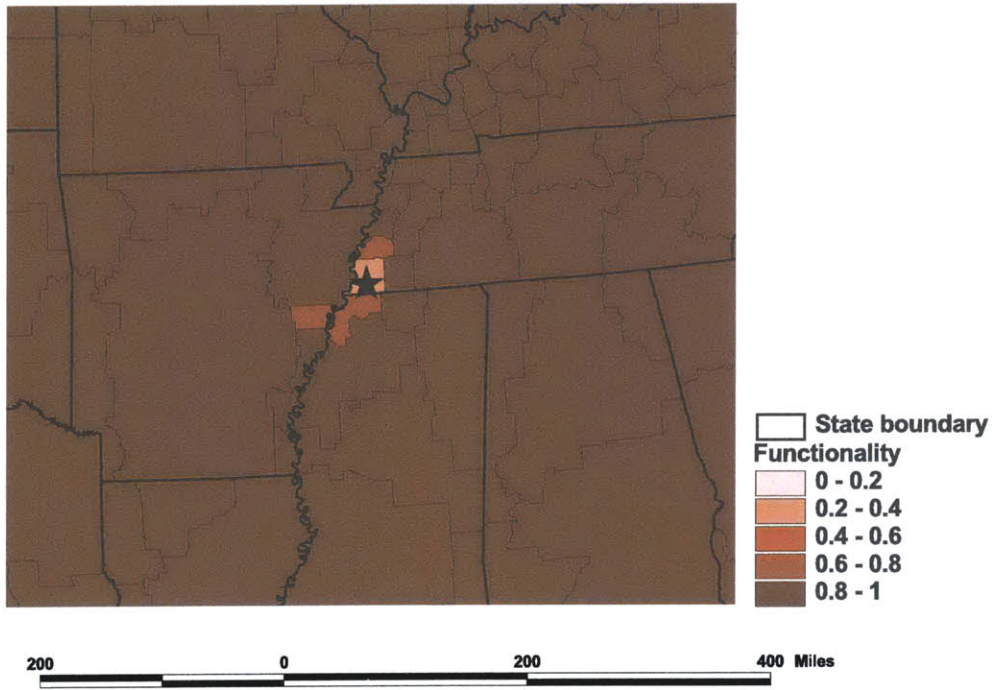 State boundary
Functionality
0 - 0.2
0.2 - 0.4
0.4 - 0.6
0.6 - 0.8
0.8 - 1
200 0 200 400 Miles